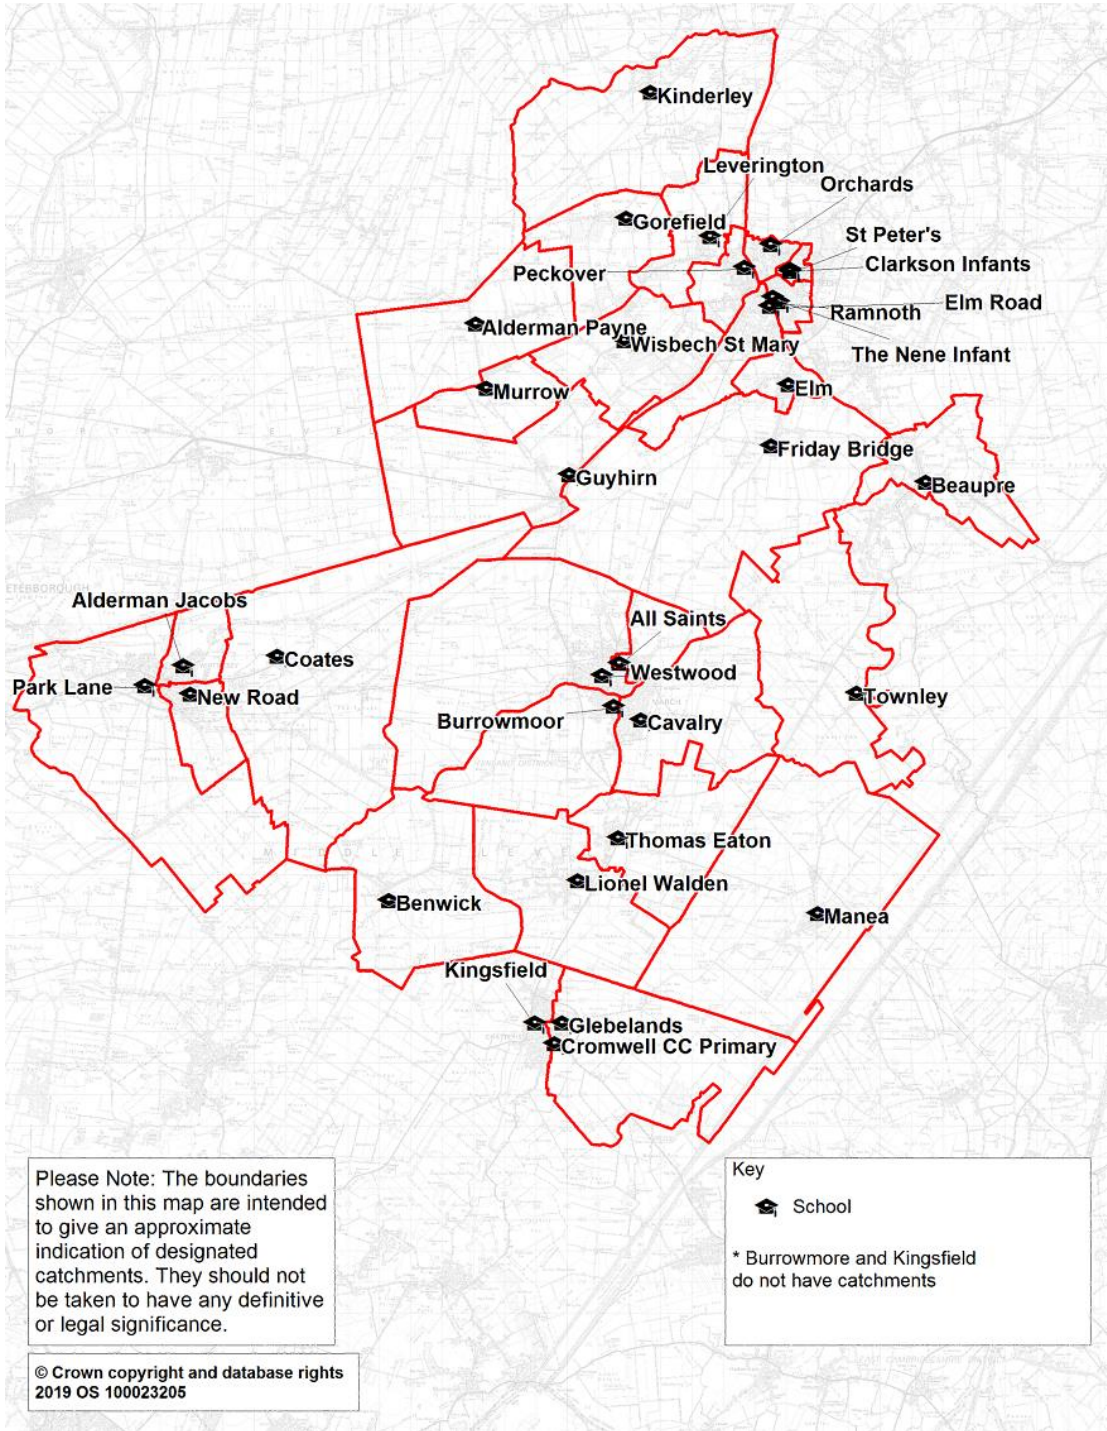 Kinderley
Leverington
Orchards
Gorefield
St Peter's
Clarkson Infants
Peckover
Elm Road
Ramnoth
Alderman Payne
Wisbech St Mary
The Nene Infant
Elm
Murrow
Friday Bridge
Guyhirn
Beaupre
Alderman Jacobs
All Saints
Coates
Westwood
Park Lane
New Road
Townley
Burrowmoor
Cavalry
Thomas Eaton
Lionel Walden
Benwick
Manea
Kingsfield
Glebelands
Cromwell CC Primary
Please Note: The boundaries
shown in this map are intended
to give an approximate
indication of designated
catchments. They should not
be taken to have any definitive
or legal significance.
© Crown copyright and database rights
2019 OS 100023205
Key
School
* Burrowmore and Kingsfield
do not have catchments